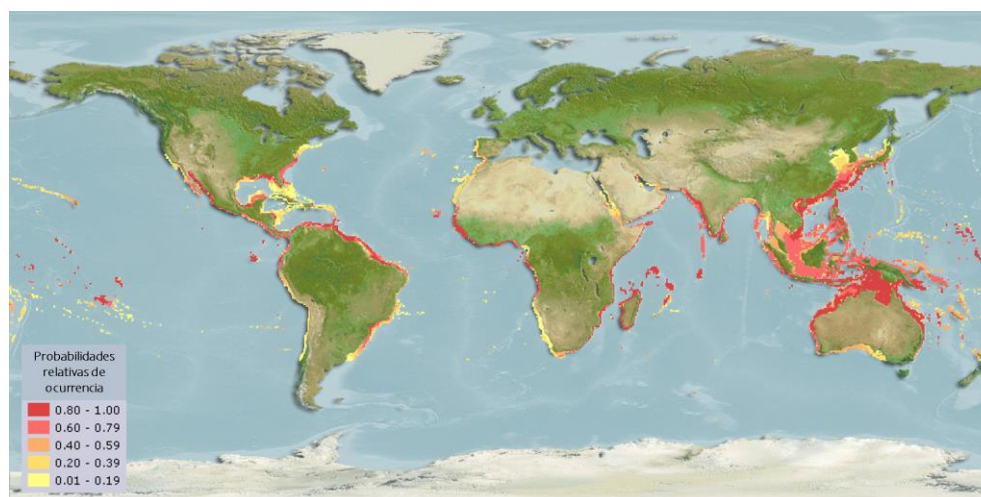 Probabilidades
relativas de
ocurrencia
0.80 - 1.00
0.60 - 0.79
0.40 - 0.59
0.20 - 0.39
0.01 - 0.19